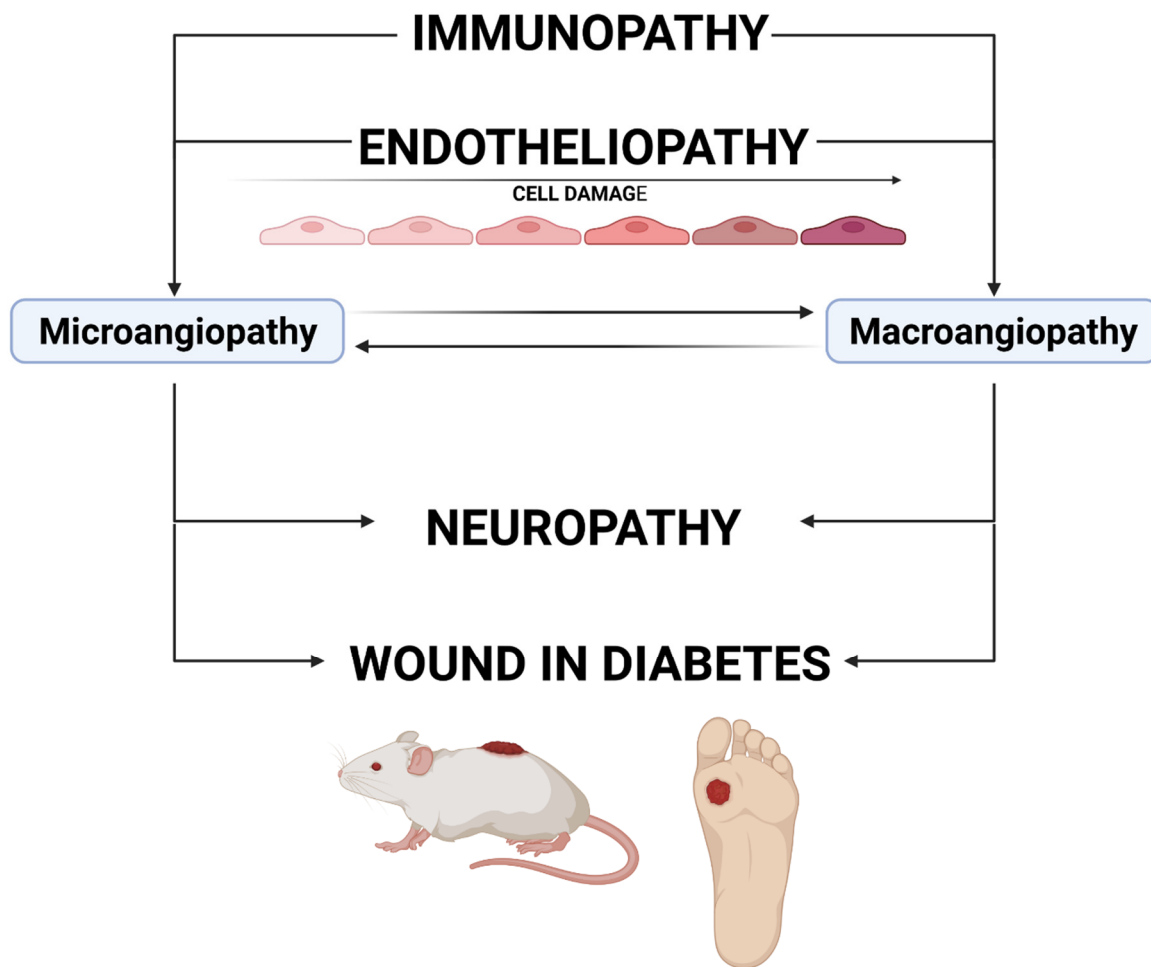 IMMUNOPATHY
ENDOTHELIOPATHY
CELL DAMAGE
Microangiopathy
Macroangiopathy
NEUROPATHY
WOUND IN DIABETES